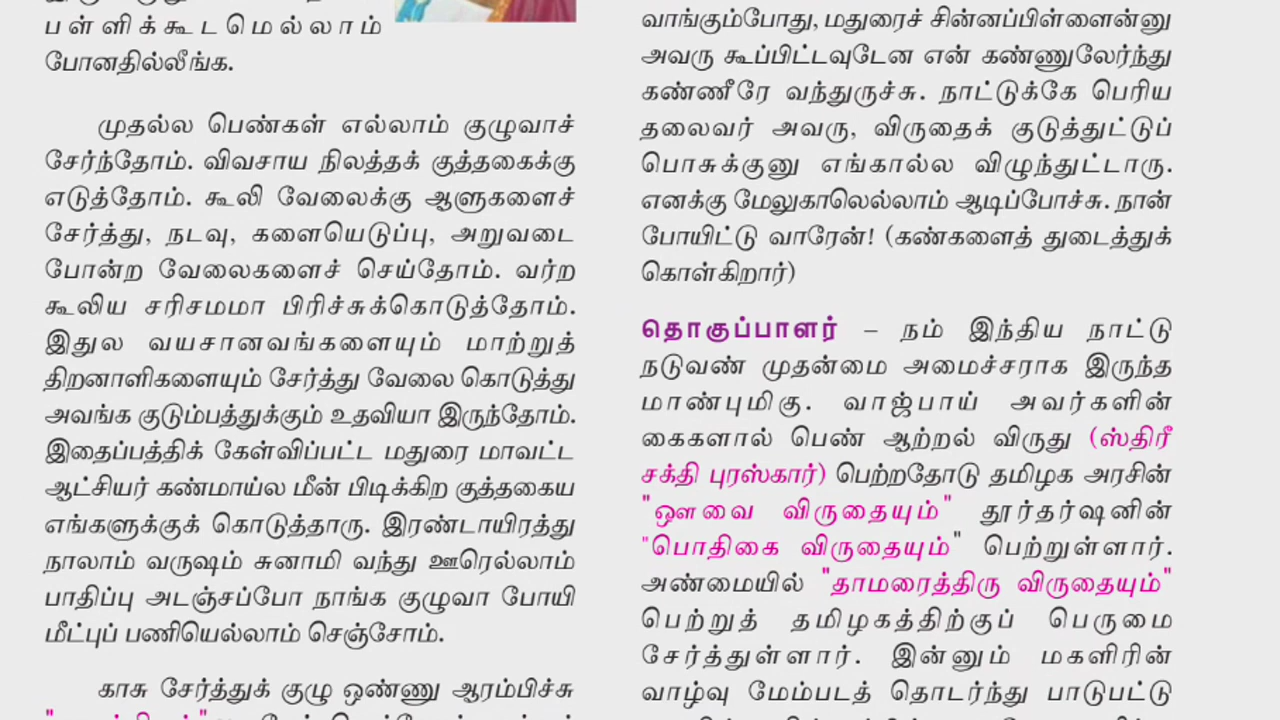 பள்ளிக்கூடமெல்லாம்
போனதில்லீங்க.
முதல்ல பெண்கள் எல்லாம் குழுவாச்
சேர்ந்தோம். விவசாய நிலத்தக் குத்தகைக்கு
எடுத்தோம். கூலி வேலைக்கு ஆளுகளைச்
சேர்த்து, நடவு, களையெடுப்பு, அறுவடை
போன்ற வேலைகளைச் செய்தோம். வர்ற
கூலிய சரிசமமா பிரிச்சுக்கொடுத்தோம்.
இதுல வயசானவங்களையும் மாற்றுத்
திறனாளிகளையும் சேர்த்து வேலை கொடுத்து
அவங்க குடும்பத்துக்கும் உதவியா இருந்தோம்.
இதைப்பத்திக் கேள்விப்பட்ட மதுரை மாவட்ட
ஆட்சியர் கண்மாய்ல மீன் பிடிக்கிற குத்தகைய
எங்களுக்குக் கொடுத்தாரு. இரண்டாயிரத்து
நாலாம் வருஷம் சுனாமி வந்து ஊரெல்லாம்
பாதிப்பு அடஞ்சப்போ நாங்க குழுவா போயி
மீட்புப் பணியெல்லாம் செஞ்சோம்.
காசு சேர்த்துக் குழு ஒண்ணு ஆரம்பிச்சு
வாங்கும்போது, மதுரைச் சின்னப்பிள்ளைன்னு
அவரு கூப்பிட்டவுடேன என் கண்ணுலேர்ந்து
கண்ணீரே வந்துருச்சு. நாட்டுக்கே பெரிய
தலைவர் அவரு, விருதைக் குடுத்துட்டுப்
பொசுக்குனு எங்கால்ல விழுந்துட்டாரு.
எனக்கு மேலுகாலெல்லாம் ஆடிப்போச்சு. நான்
போயிட்டு வாரேன்! (கண்களைத் துடைத்துக்
கொள்கிறார்)
தொகுப்பாளர் – நம் இந்திய நாட்டு
நடுவண் முதன்மை அமைச்சராக இருந்த
மாண்புமிகு. வாஜ்பாய் அவர்களின்
கைகளால் பெண் ஆற்றல் விருது (ஸ்திரீ
சக்தி புரஸ்கார்) பெற்றதோடு தமிழக அரசின்
"ஔவை விருதையும்" தூர்தர்ஷனின்
"பொதிகை விருதையும்" பெற்றுள்ளார்.
அண்மையில் "தாமரைத்திரு விருதையும்"
பெற்றுத் தமிழகத்திற்குப் பெருமை
சேர்த்துள்ளார். இன்னும் மகளிரின்
வாழ்வு மேம்படத் தொடர்ந்து பாடுபட்டு